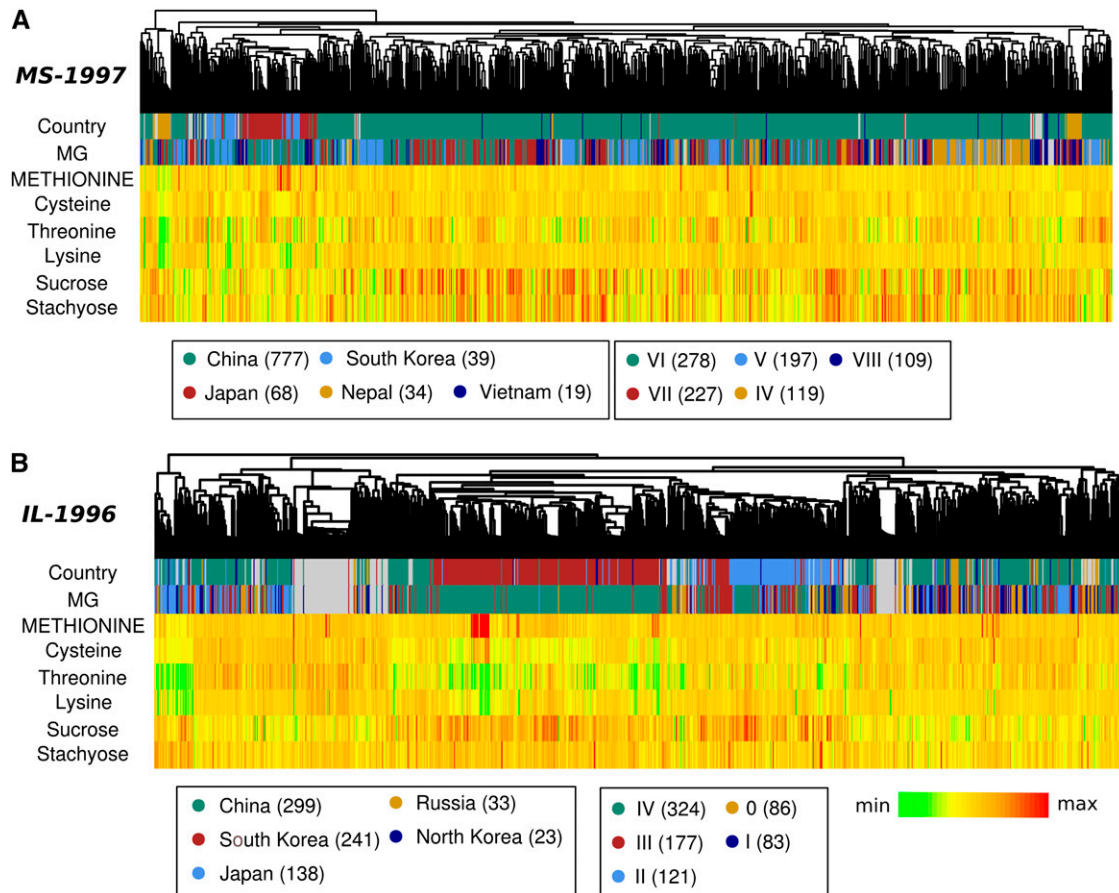 A
MS-1997
Country
MG
METHIONINE
Cysteine
Threonine
Lysine
Sucrose
Stachyose
China (777) South Korea (39)
Japan (68) Nepal (34) Vietnam (19)
VI (278) V (197) VIII (109)
VII (227) IV (119)
B
IL-1996
Country
MG
METHIONINE
Cysteine
Threonine
Lysine
Sucrose
Stachyose
China (299) Russia (33)
South Korea (241) North Korea (23)
Japan (138)
IV (324) 0 (86)
III (177) I (83)
II (121)
min max